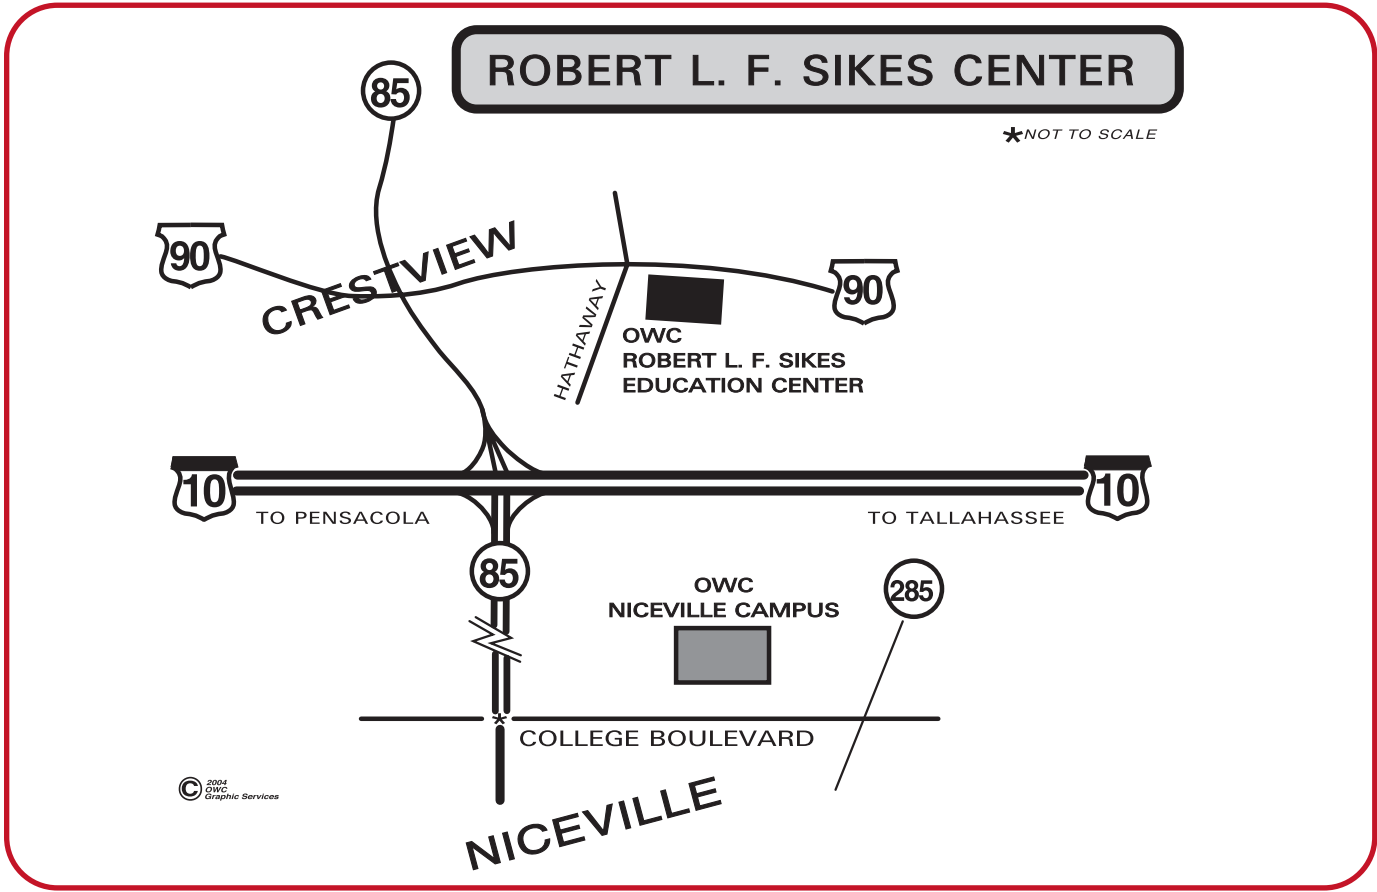 ROBERT L. F. SIKES CENTER
*NOT TO SCALE
85
90
CRESTVIEW
90
HATHAWAY
OWC
ROBERT L. F. SIKES
EDUCATION CENTER
10
10
TO PENSACOLA
TO TALLAHASSEE
85
OWC
NICEVILLE CAMPUS
285
*
COLLEGE BOULEVARD
NICEVILLE
© 2004
OWC
Graphic Services